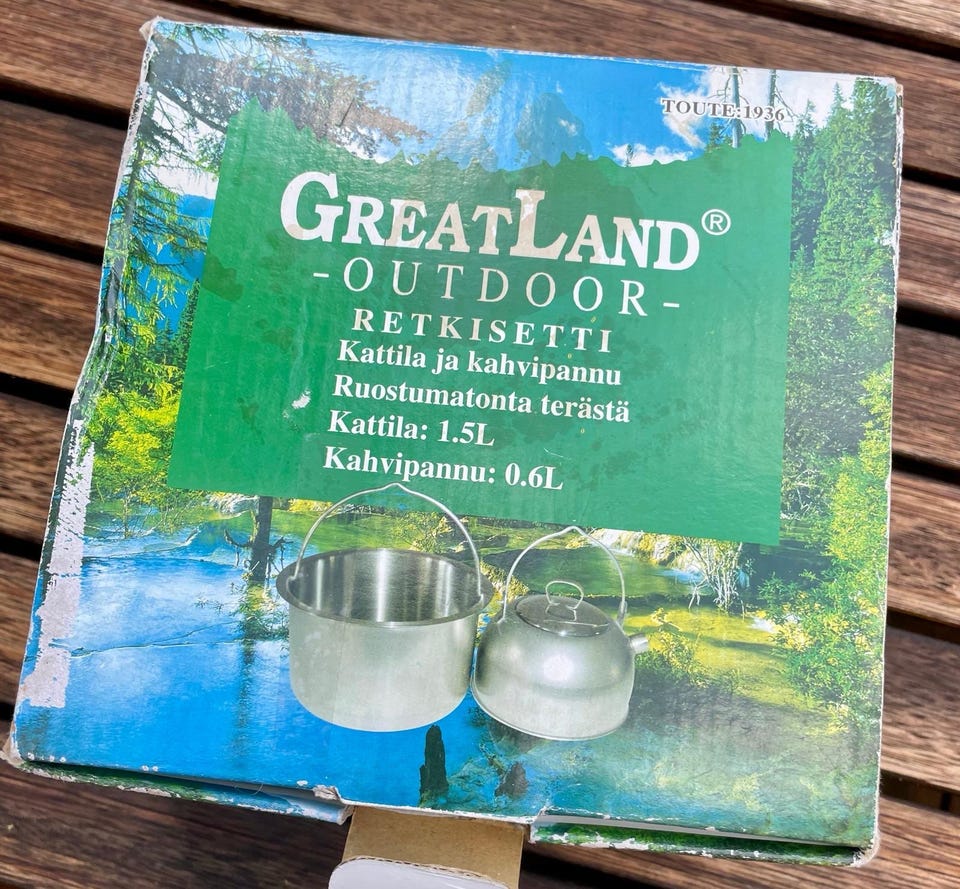 TOUTE:1936
GREATLAND®
-OUTDOOR-
RETKISETTI
Kattila ja kahvipannu
Ruostumatonta terästä
Kattila: 1.5L
Kahvipannu: 0.6L